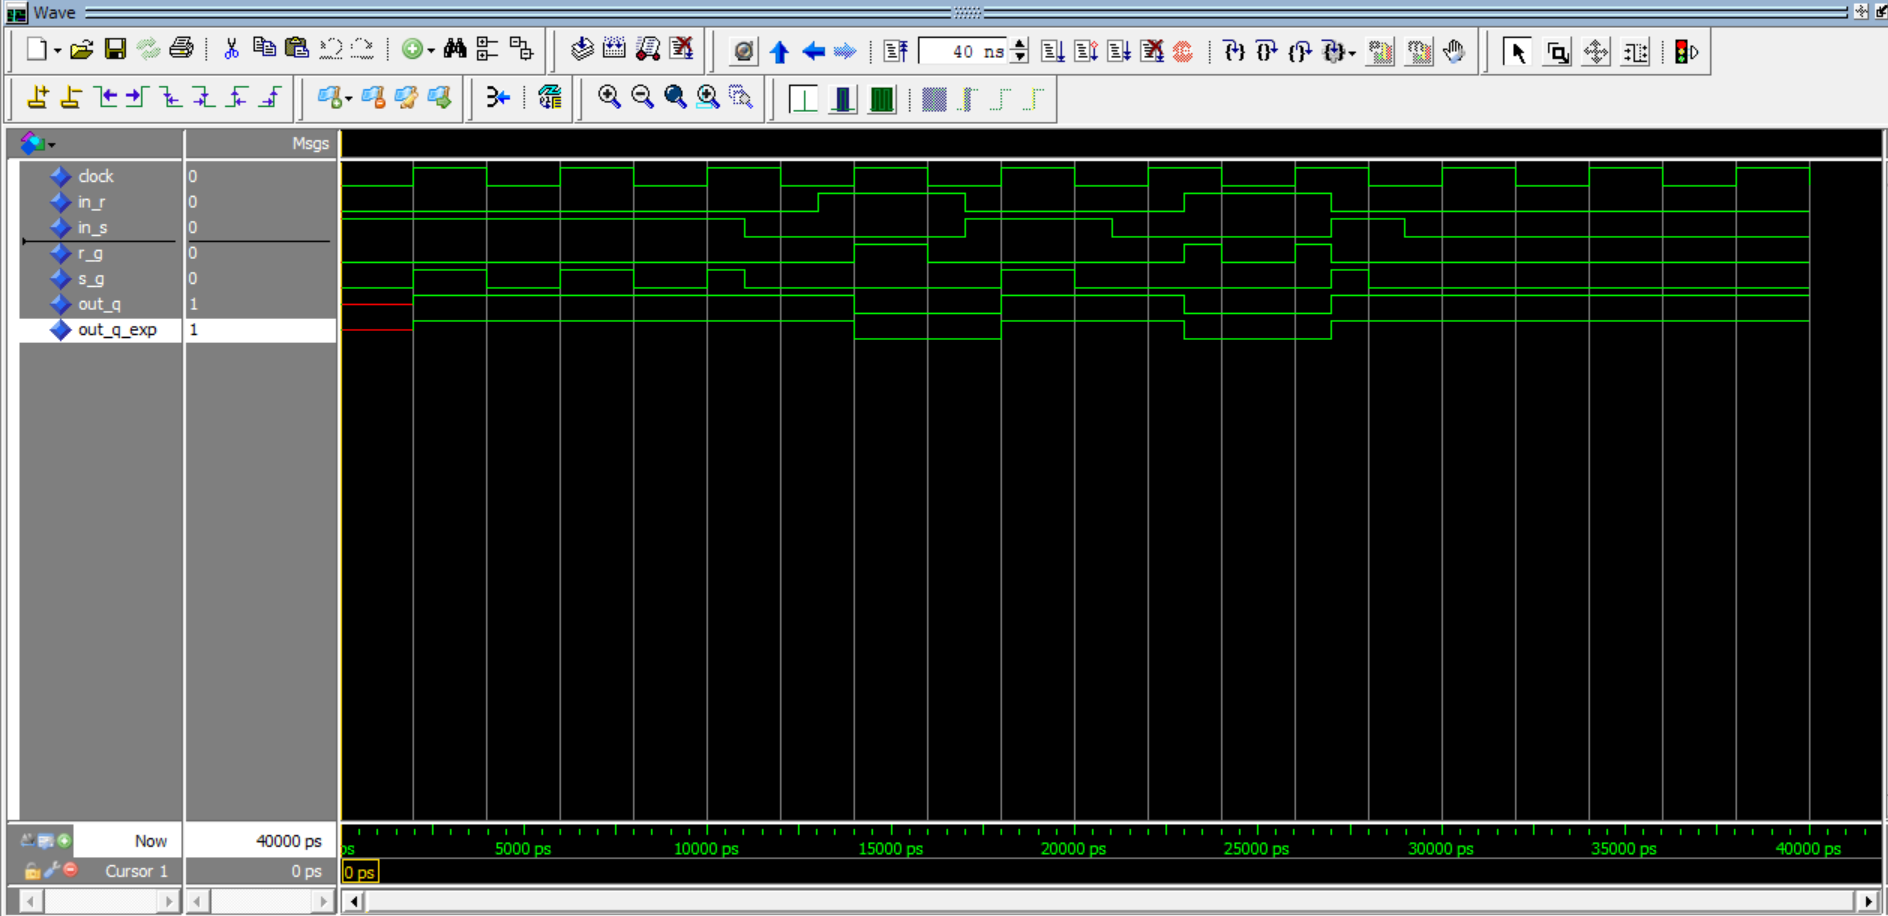 Wave
40 ns
Msgs
clock 0
in_r 0
in_s 0
r_g 0
s_g 0
out_q 1
out_q_exp 1
Now 40000 ps
ps 5000 ps 10000 ps 15000 ps 20000 ps 25000 ps 30000 ps 35000 ps 40000 ps
Cursor 1 0 ps
0 ps